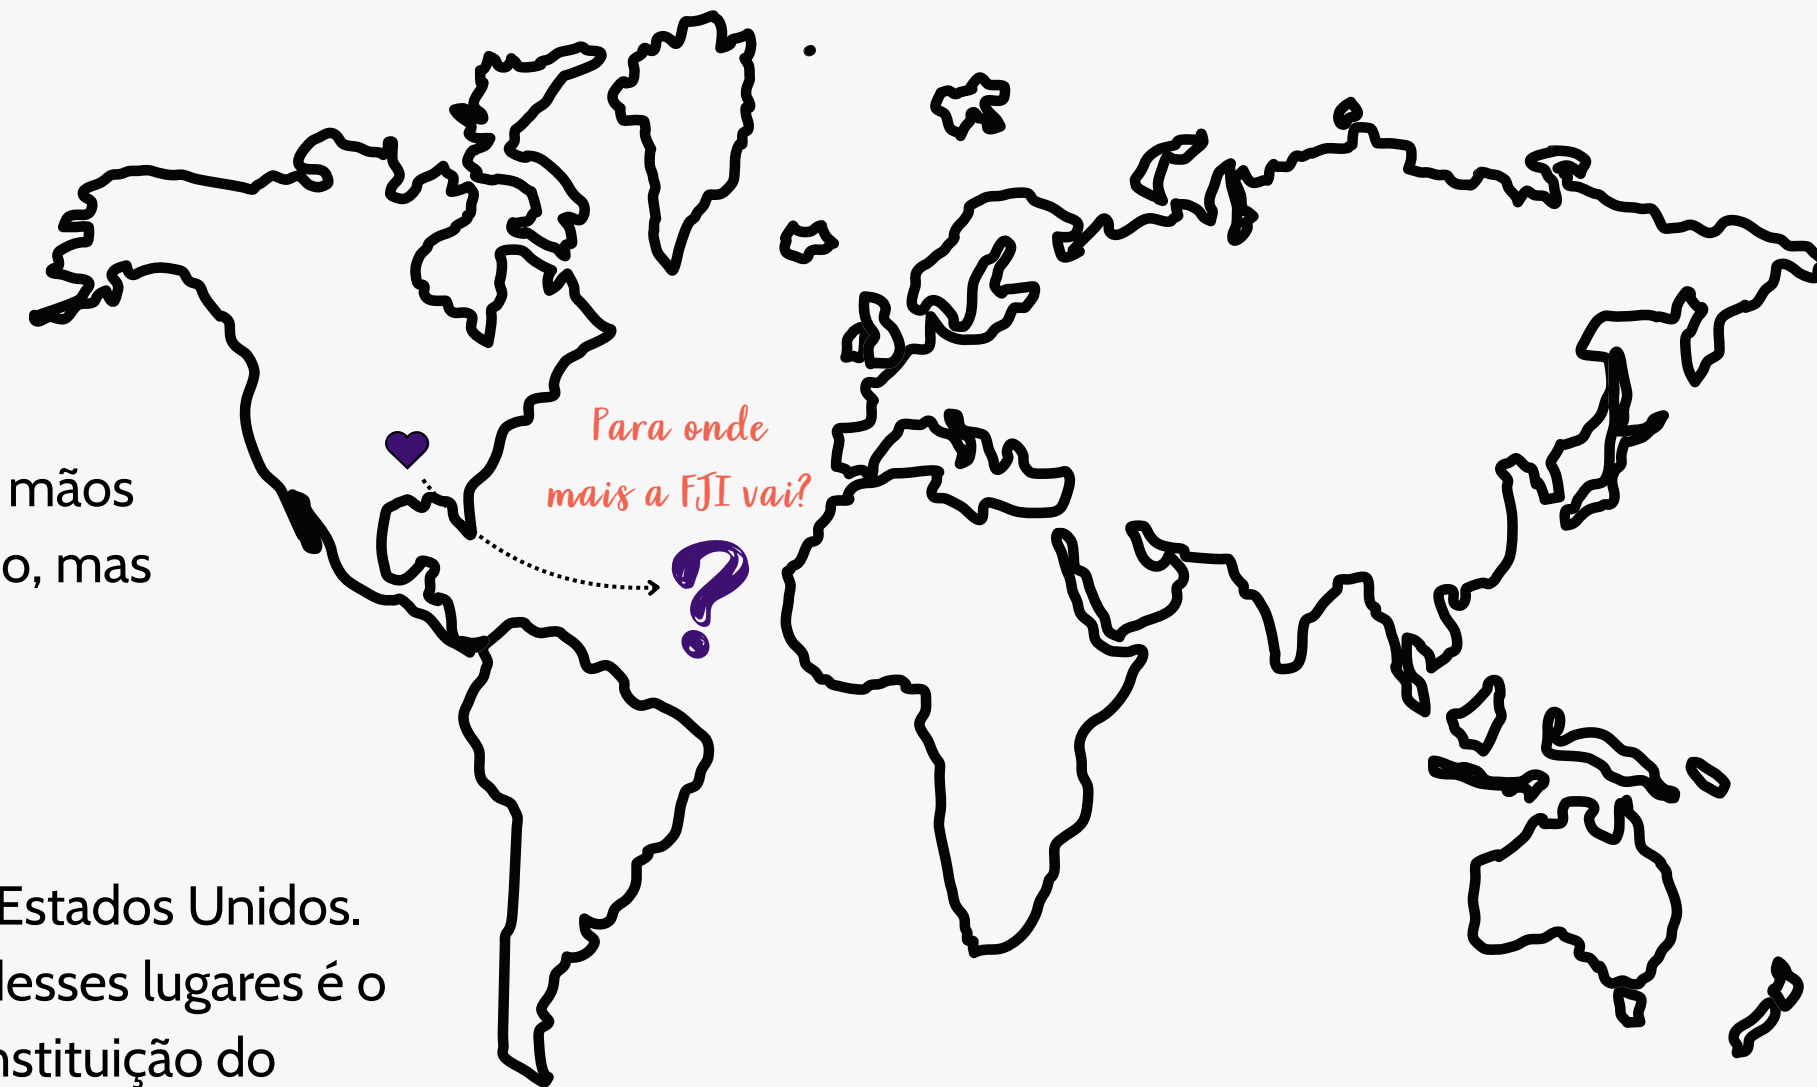 Para onde
mais a FJI vai?
mãos
o, mas
?
Estados Unidos.
lesses lugares é o
nstituição do